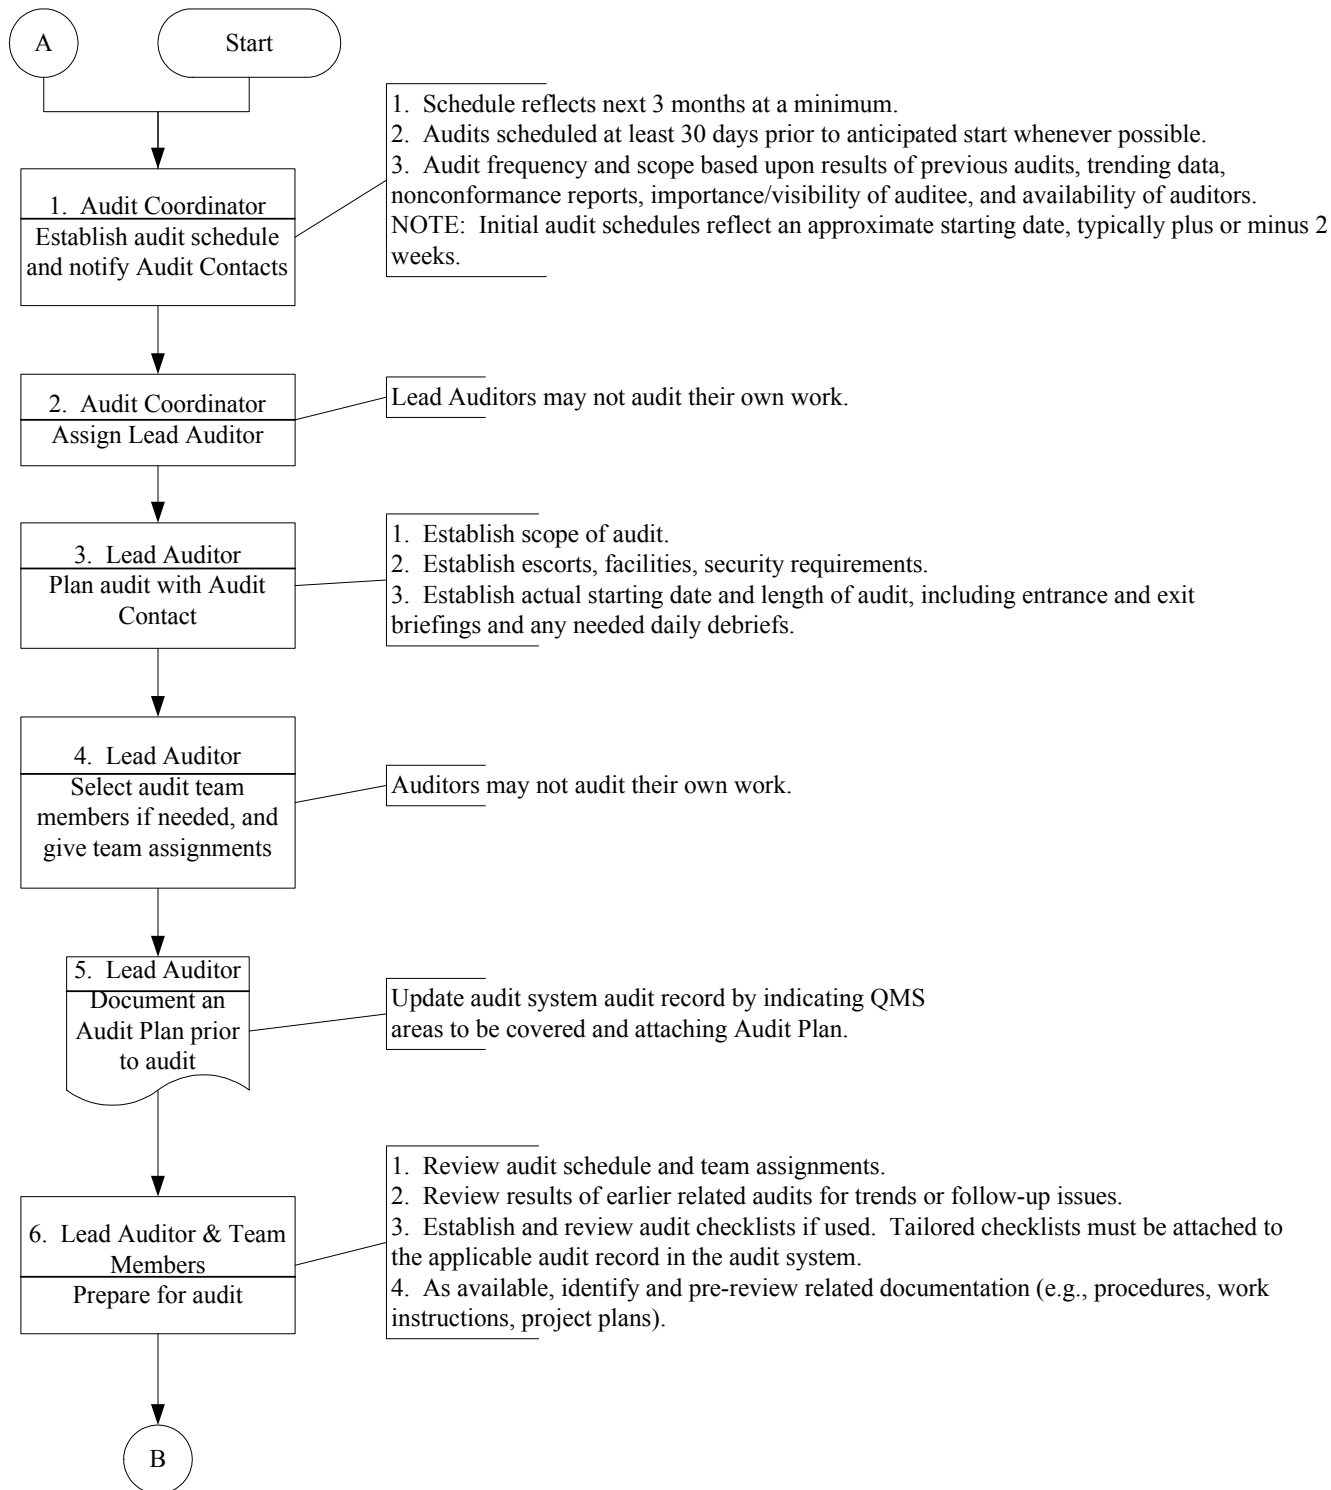 A
Start
1. Schedule reflects next 3 months at a minimum.
2. Audits scheduled at least 30 days prior to anticipated start whenever possible.
3. Audit frequency and scope based upon results of previous audits, trending data,
nonconformance reports, importance/visibility of auditee, and availability of auditors.
NOTE: Initial audit schedules reflect an approximate starting date, typically plus or minus 2
weeks.
1. Audit Coordinator
Establish audit schedule
and notify Audit Contacts
2. Audit Coordinator
Assign Lead Auditor
Lead Auditors may not audit their own work.
3. Lead Auditor
Plan audit with Audit
Contact
1. Establish scope of audit.
2. Establish escorts, facilities, security requirements.
3. Establish actual starting date and length of audit, including entrance and exit
briefings and any needed daily debriefs.
4. Lead Auditor
Select audit team
members if needed, and
give team assignments
Auditors may not audit their own work.
5. Lead Auditor
Document an
Audit Plan prior
to audit
Update audit system audit record by indicating QMS
areas to be covered and attaching Audit Plan.
6. Lead Auditor & Team
Members
Prepare for audit
1. Review audit schedule and team assignments.
2. Review results of earlier related audits for trends or follow-up issues.
3. Establish and review audit checklists if used. Tailored checklists must be attached to
the applicable audit record in the audit system.
4. As available, identify and pre-review related documentation (e.g., procedures, work
instructions, project plans).
B